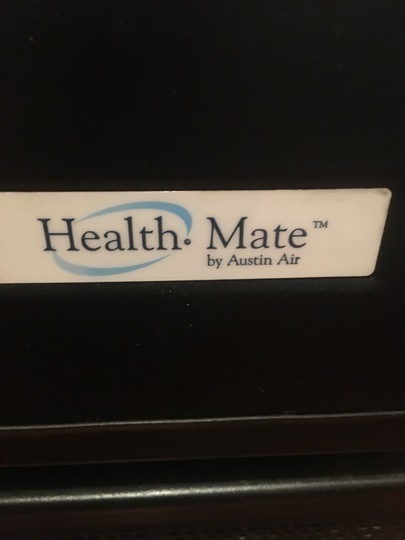 Health· Mate™
by Austin Air